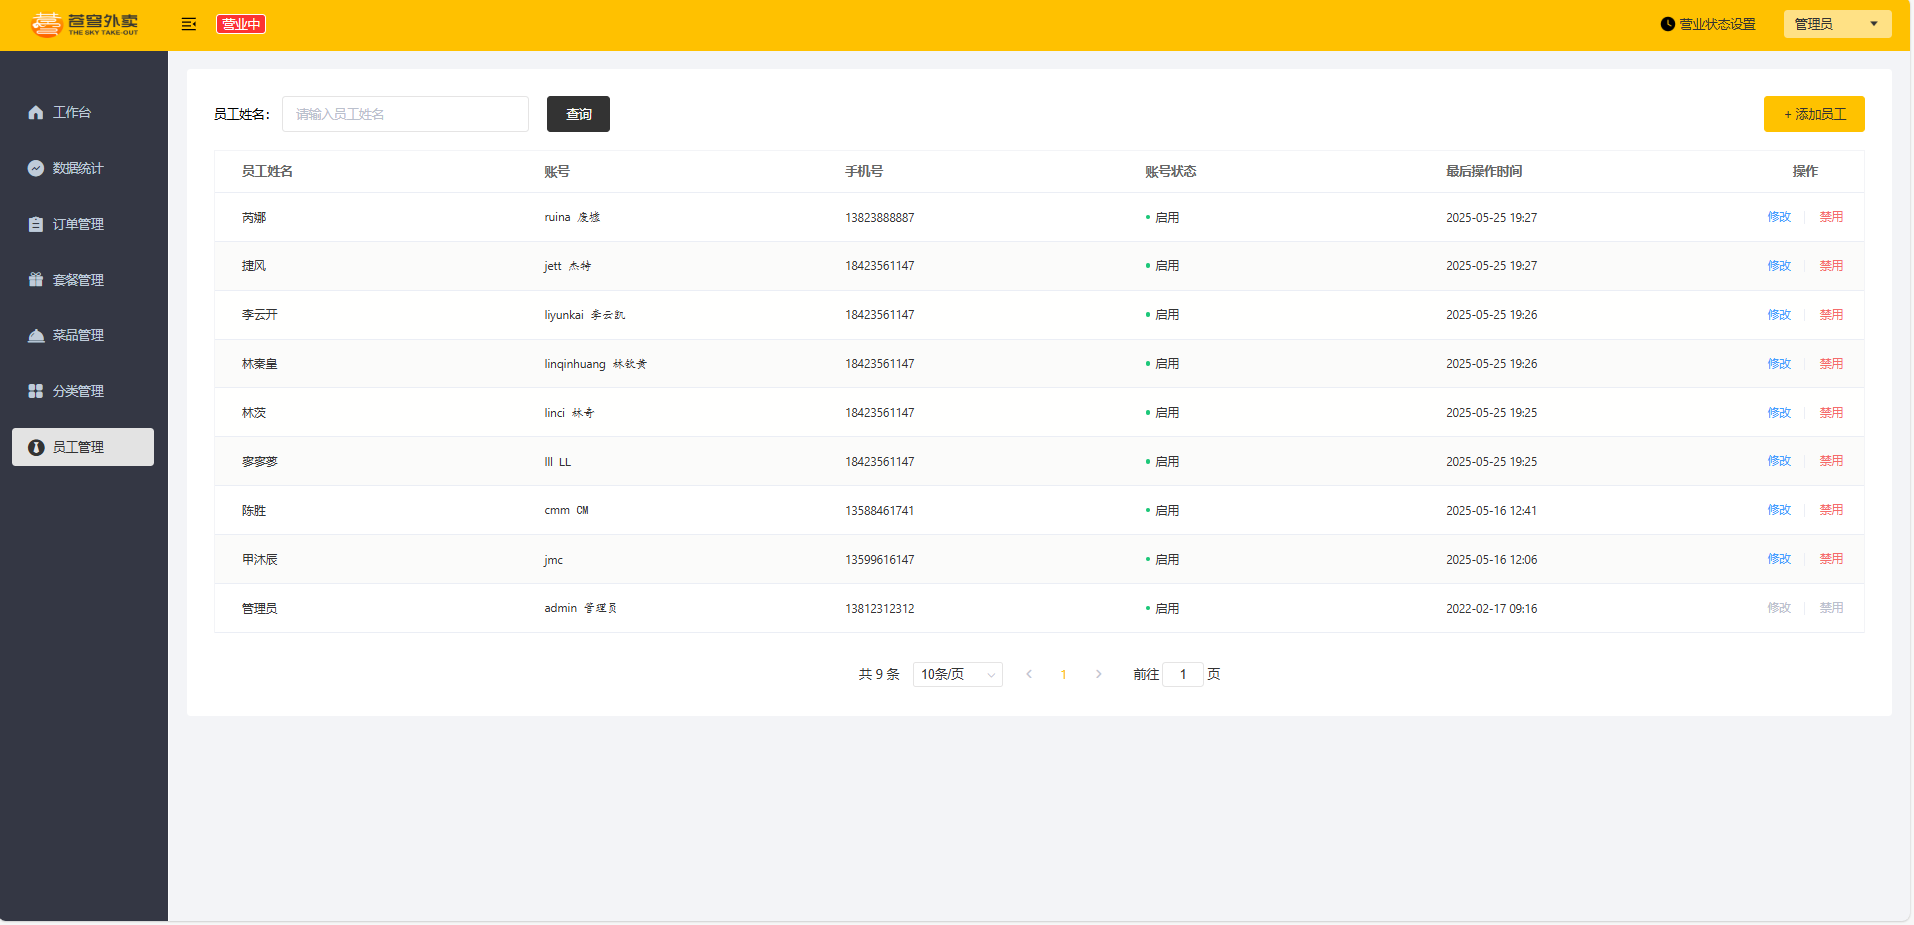 苍穹外卖
THE SKY TAKE-OUT
营业中
营业状态设置
管理员
工作台
数据统计
订单管理
套餐管理
菜品管理
分类管理
员工管理
员工姓名： 请输入员工姓名 查询 + 添加员工
员工姓名 账号 手机号 账号状态 最后操作时间 操作
芮娜 ruina 废墟 13823888887 启用 2025-05-25 19:27 修改 禁用
捷风 jett 杰特 18423561147 启用 2025-05-25 19:27 修改 禁用
李云开 liyunkai 李云凯 18423561147 启用 2025-05-25 19:26 修改 禁用
林秦皇 linqinhuang 林钦黄 18423561147 启用 2025-05-25 19:26 修改 禁用
林茨 linci 林奇 18423561147 启用 2025-05-25 19:25 修改 禁用
lll LL 18423561147 启用 2025-05-25 19:25 修改 禁用
陈胜 cmm CM 13588461741 启用 2025-05-16 12:41 修改 禁用
甲沐辰 jmc 13599616147 启用 2025-05-16 12:06 修改 禁用
管理员 admin 管理员 13812312312 启用 2022-02-17 09:16 修改 禁用
共 9 条 10条/页 1 前往 1 页